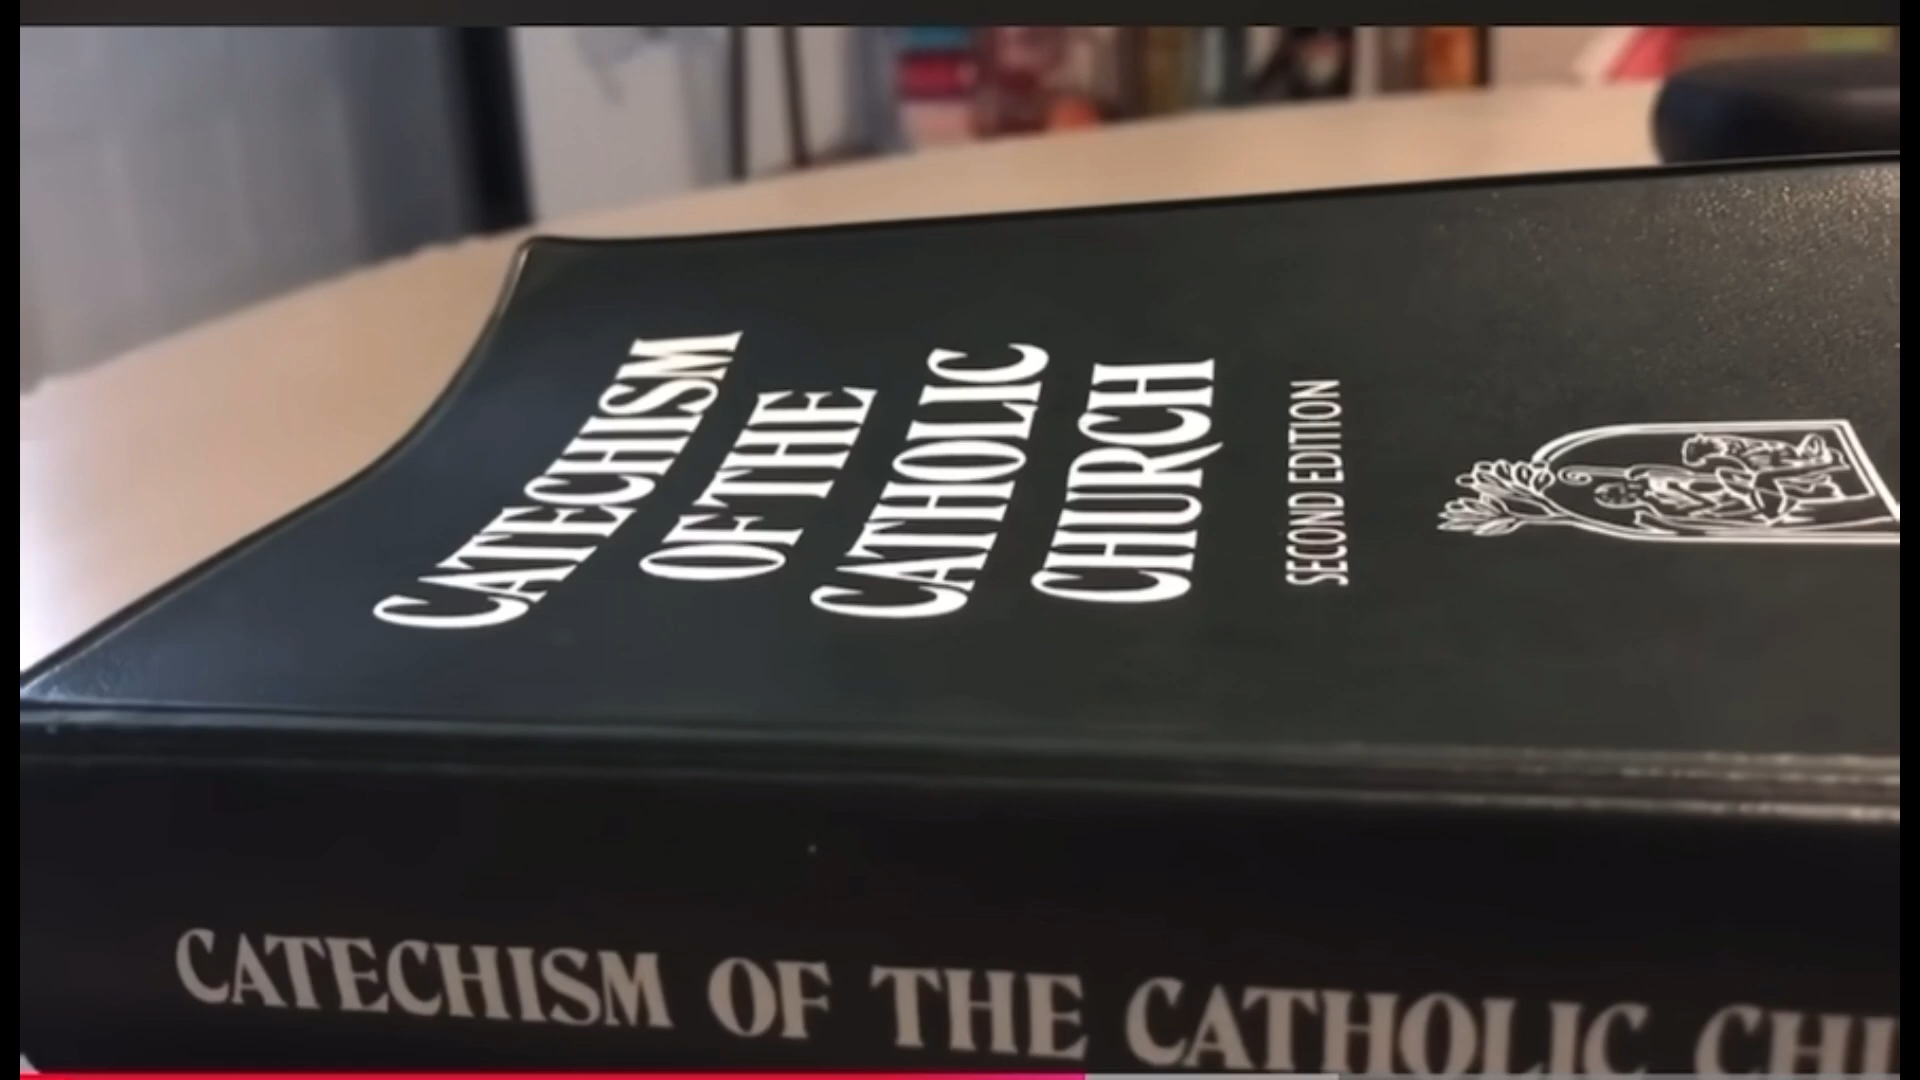 CATECHISM
OF THE
CATHOLIC
CHURCH
SECOND EDITION
CATECHISM OF THE CATHOLIC